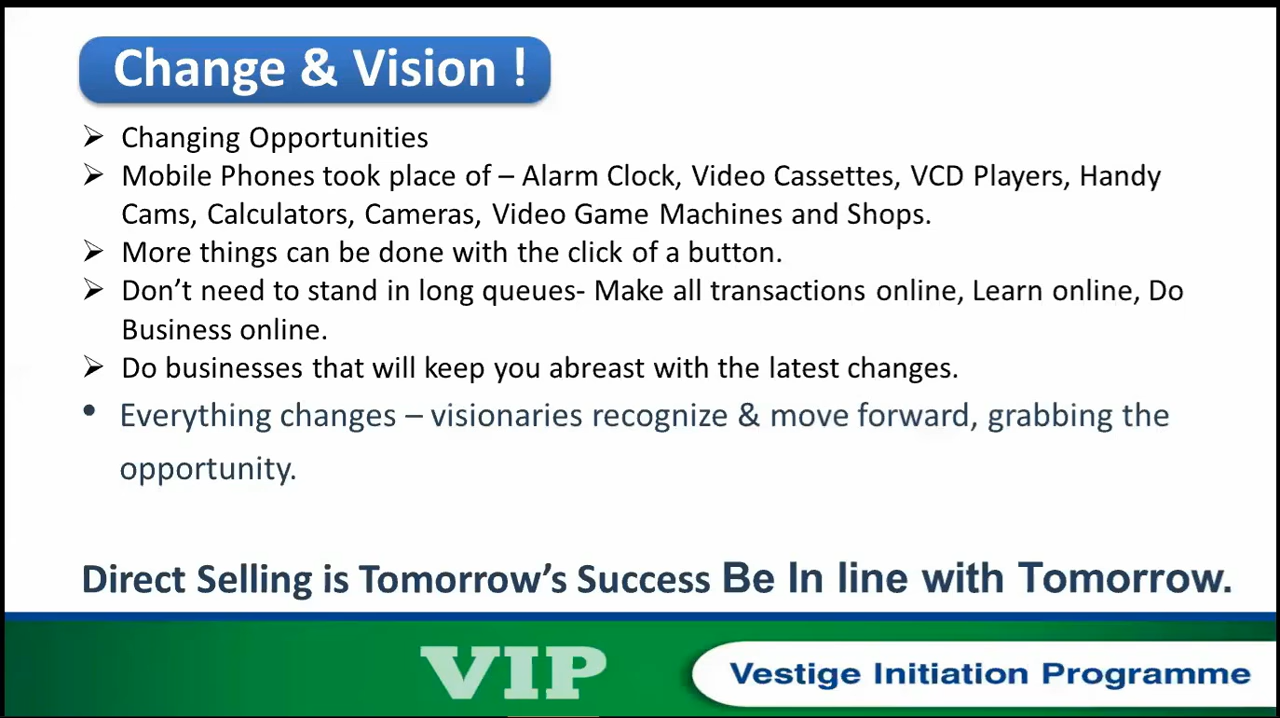 Change & Vision !
➢ Changing Opportunities
➢ Mobile Phones took place of – Alarm Clock, Video Cassettes, VCD Players, Handy
Cams, Calculators, Cameras, Video Game Machines and Shops.
➢ More things can be done with the click of a button.
➢ Don’t need to stand in long queues- Make all transactions online, Learn online, Do
Business online.
➢ Do businesses that will keep you abreast with the latest changes.
• Everything changes – visionaries recognize & move forward, grabbing the
opportunity.
Direct Selling is Tomorrow’s Success Be In line with Tomorrow.
VIP
Vestige Initiation Programme